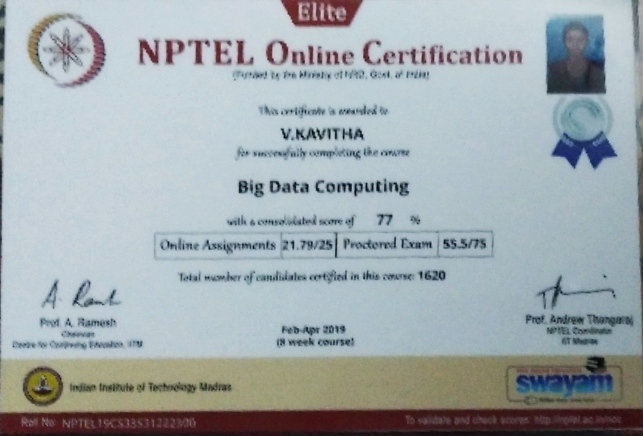 Elite
NPTEL Online Certification
(Funded by the Ministry of HRD, Govt. of India)
This certificate is awarded to
V.KAVITHA
for successfully completing the course
Big Data Computing
with a consolidated score of 77 %
Online Assignments 21.79/25 Proctored Exam 55.5/75
Total number of candidates certified in this course: 1620
A. Ramesh
Prof. A. Ramesh
Chairman
Centre for Continuing Education, IITM
Feb-Apr 2019
(8 week course)
Prof. Andrew Thangaraj
NPTEL Coordinator
IIT Madras
Indian Institute of Technology Madras
swayam
Roll No: NPTEL19CS33S31222300
To validate and check scores: http://nptel.ac.in/noc